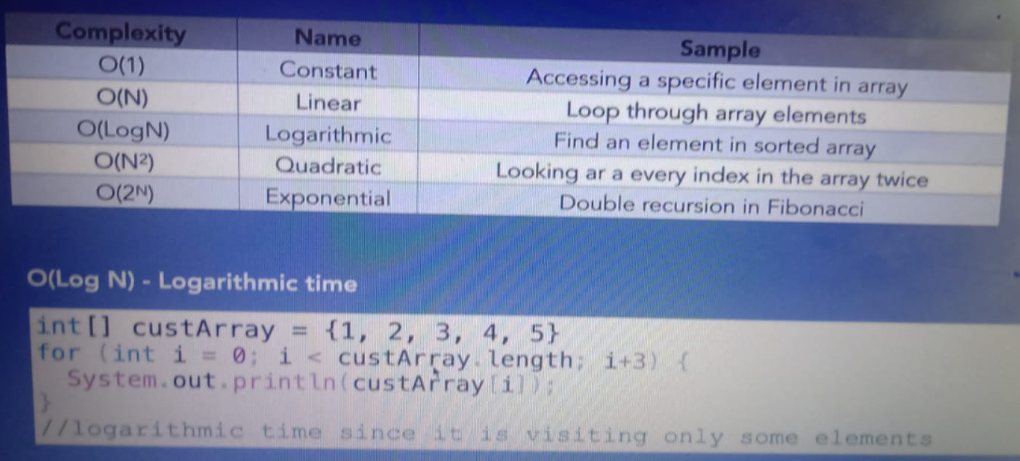 Complexity Name Sample
O(1) Constant Accessing a specific element in array
O(N) Linear Loop through array elements
O(LogN) Logarithmic Find an element in sorted array
O(N²) Quadratic Looking ar a every index in the array twice
O(2ᴺ) Exponential Double recursion in Fibonacci
O(Log N) - Logarithmic time
int[] custArray = {1, 2, 3, 4, 5}
for (int i = 0; i < custArray.length; i+3) {
System.out.println(custArray[i]);
}
//logarithmic time since it is visiting only some elements